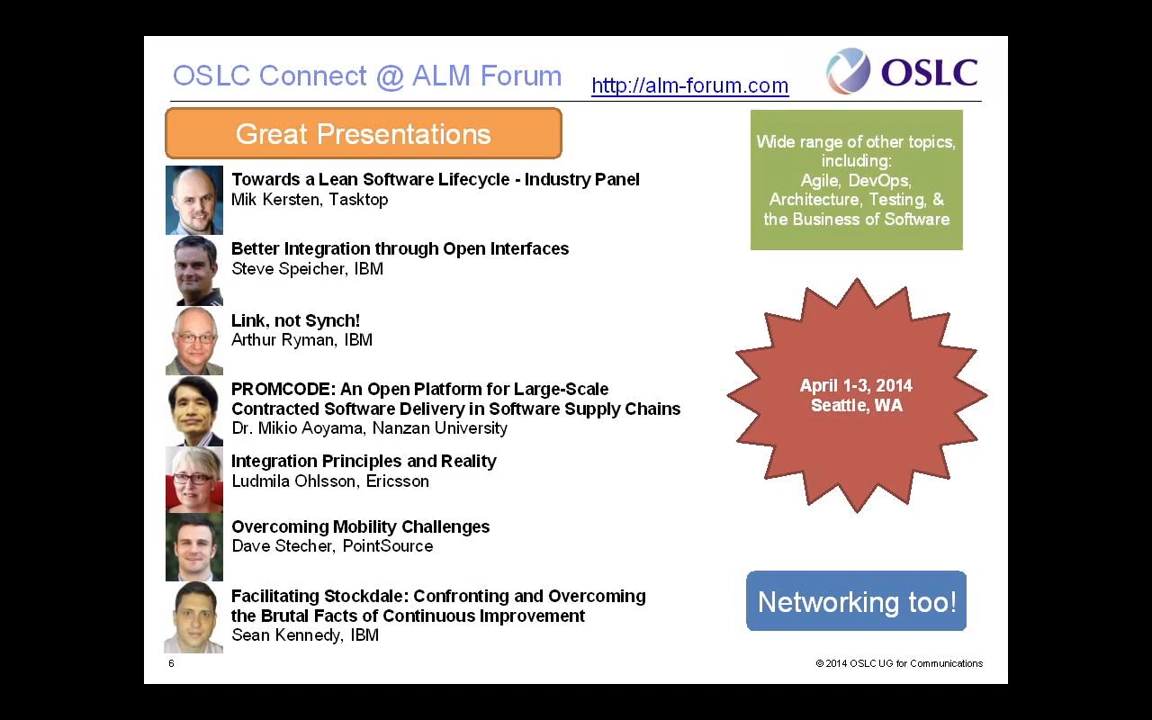 OSLC Connect @ ALM Forum
http://alm-forum.com
OSLC
Great Presentations
Towards a Lean Software Lifecycle - Industry Panel
Mik Kersten, Tasktop
Better Integration through Open Interfaces
Steve Speicher, IBM
Link, not Synch!
Arthur Ryman, IBM
PROMCODE: An Open Platform for Large-Scale
Contracted Software Delivery in Software Supply Chains
Dr. Mikio Aoyama, Nanzan University
Integration Principles and Reality
Ludmila Ohlsson, Ericsson
Overcoming Mobility Challenges
Dave Stecher, PointSource
Facilitating Stockdale: Confronting and Overcoming
the Brutal Facts of Continuous Improvement
Sean Kennedy, IBM
Wide range of other topics,
including:
Agile, DevOps,
Architecture, Testing, &
the Business of Software
April 1-3, 2014
Seattle, WA
Networking too!
6
© 2014 OSLC UG for Communications